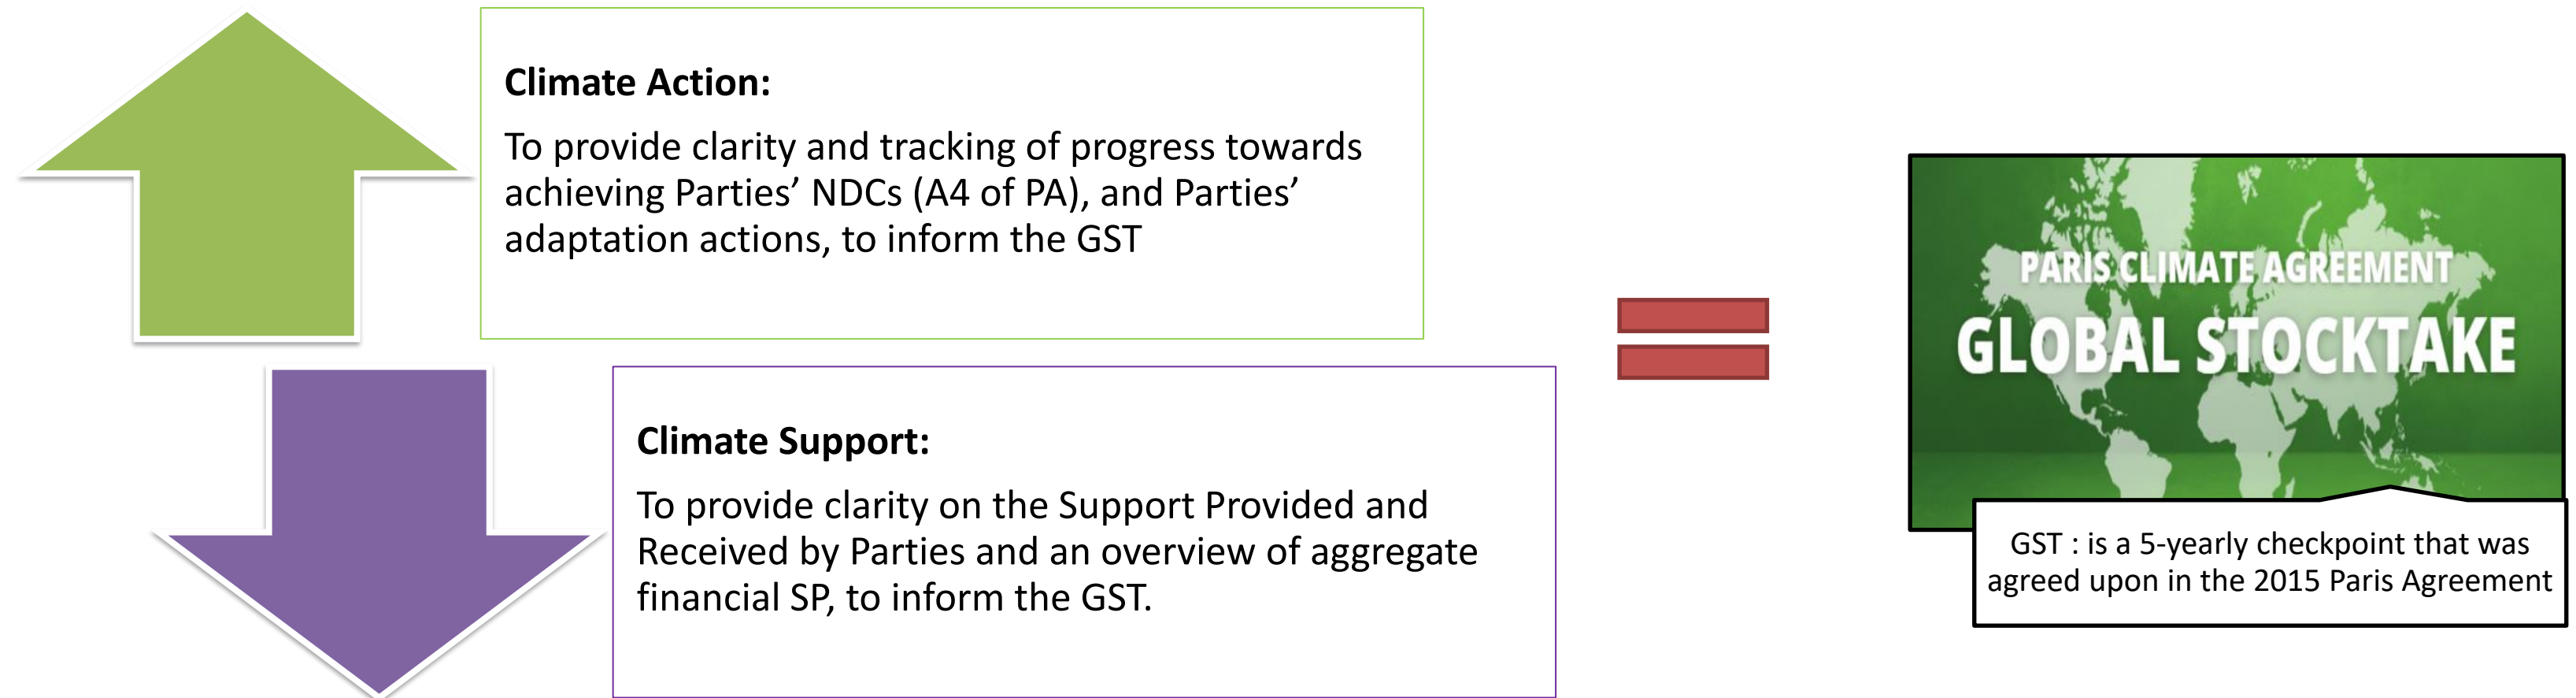 Climate Action:
To provide clarity and tracking of progress towards
achieving Parties’ NDCs (A4 of PA), and Parties’
adaptation actions, to inform the GST
Climate Support:
To provide clarity on the Support Provided and
Received by Parties and an overview of aggregate
financial SP, to inform the GST.
PARIS CLIMATE AGREEMENT
GLOBAL STOCKTAKE
GST : is a 5-yearly checkpoint that was
agreed upon in the 2015 Paris Agreement